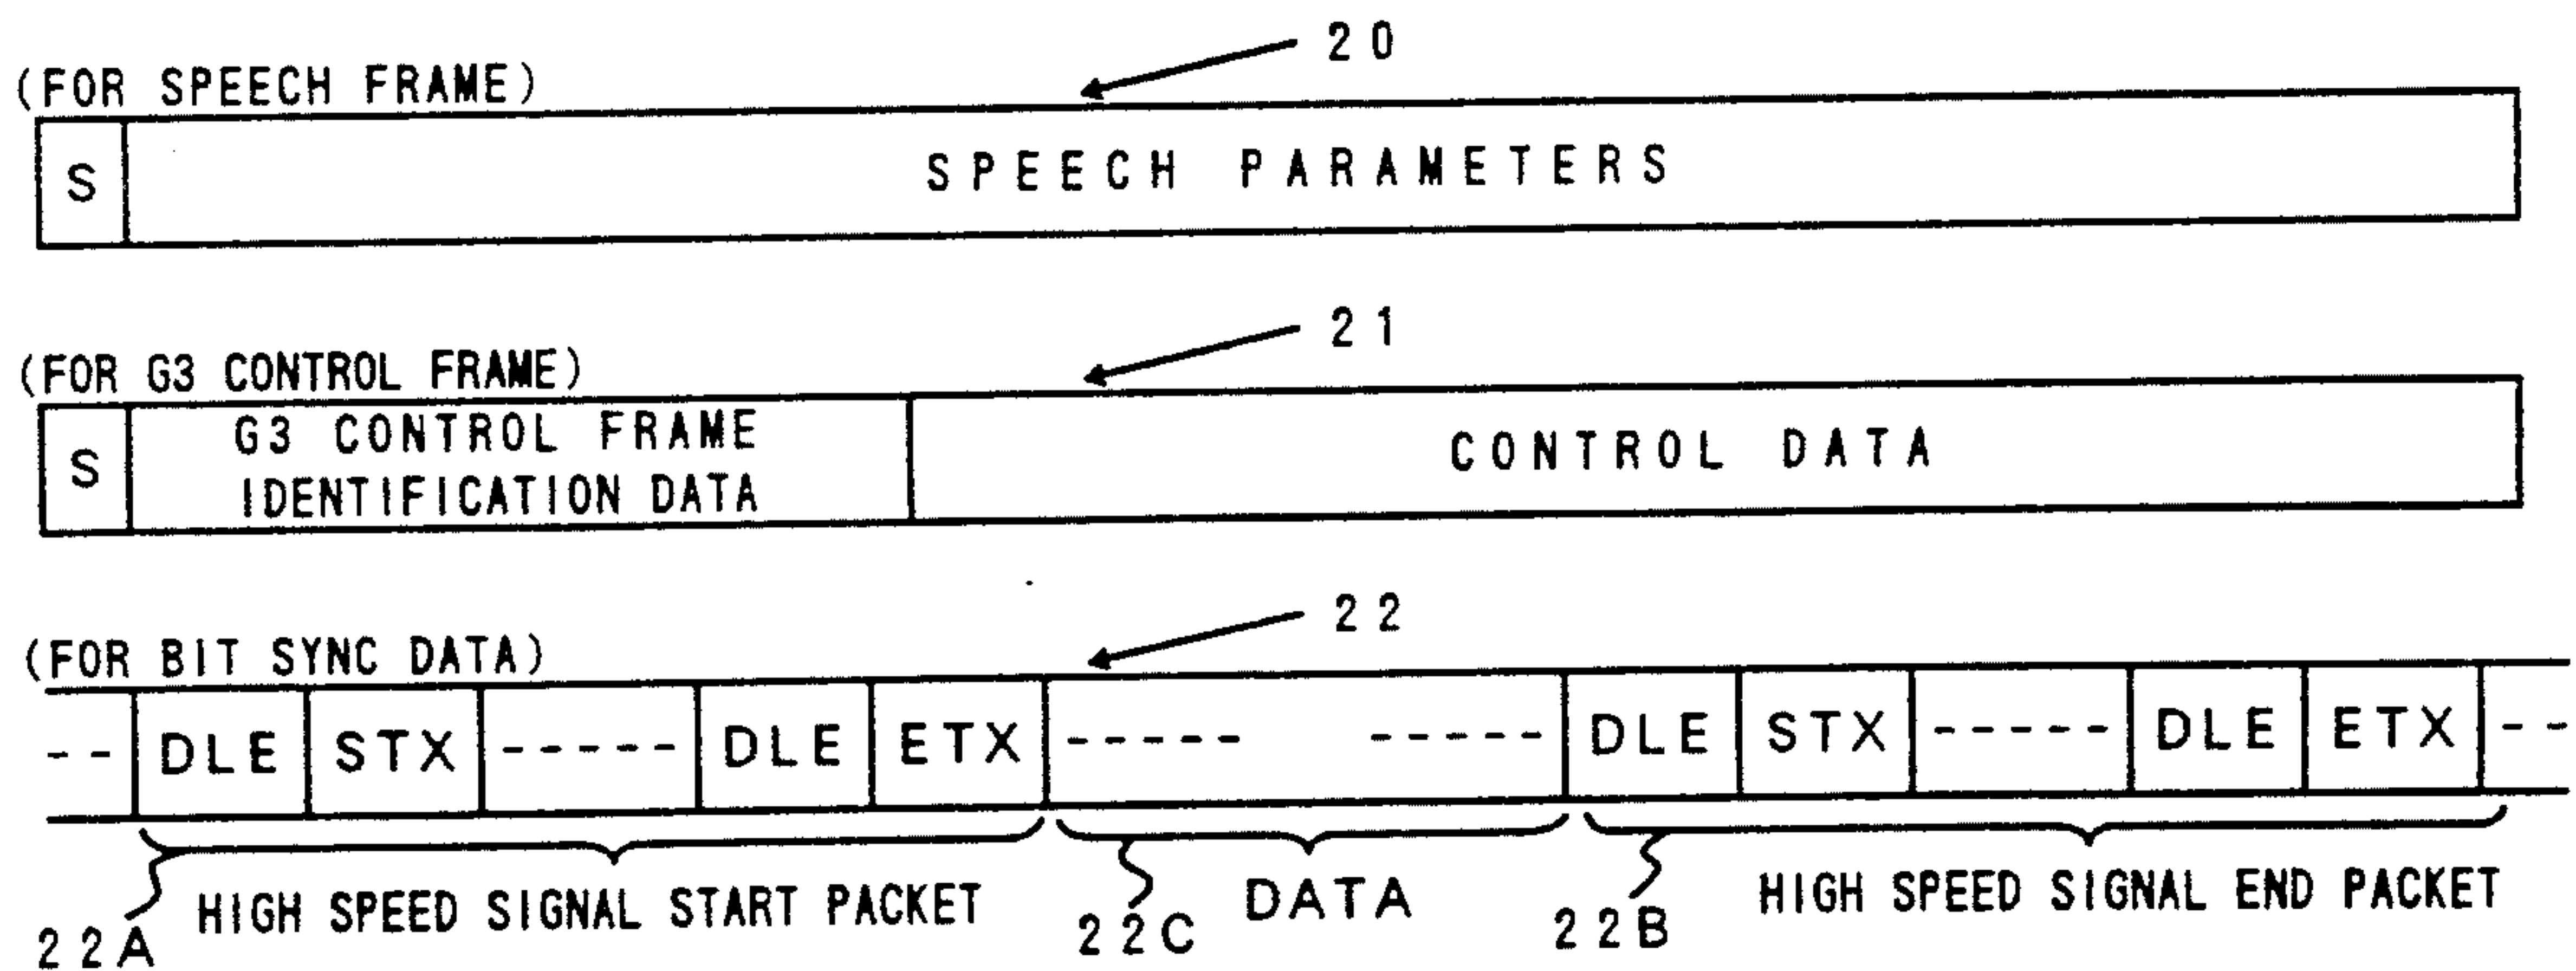 20
(FOR SPEECH FRAME)
S SPEECH PARAMETERS
21
(FOR G3 CONTROL FRAME)
S G3 CONTROL FRAME IDENTIFICATION DATA CONTROL DATA
22
(FOR BIT SYNC DATA)
-- DLE STX ----- DLE ETX ----- ----- DLE STX ----- DLE ETX --
22A HIGH SPEED SIGNAL START PACKET 22C DATA 22B HIGH SPEED SIGNAL END PACKET